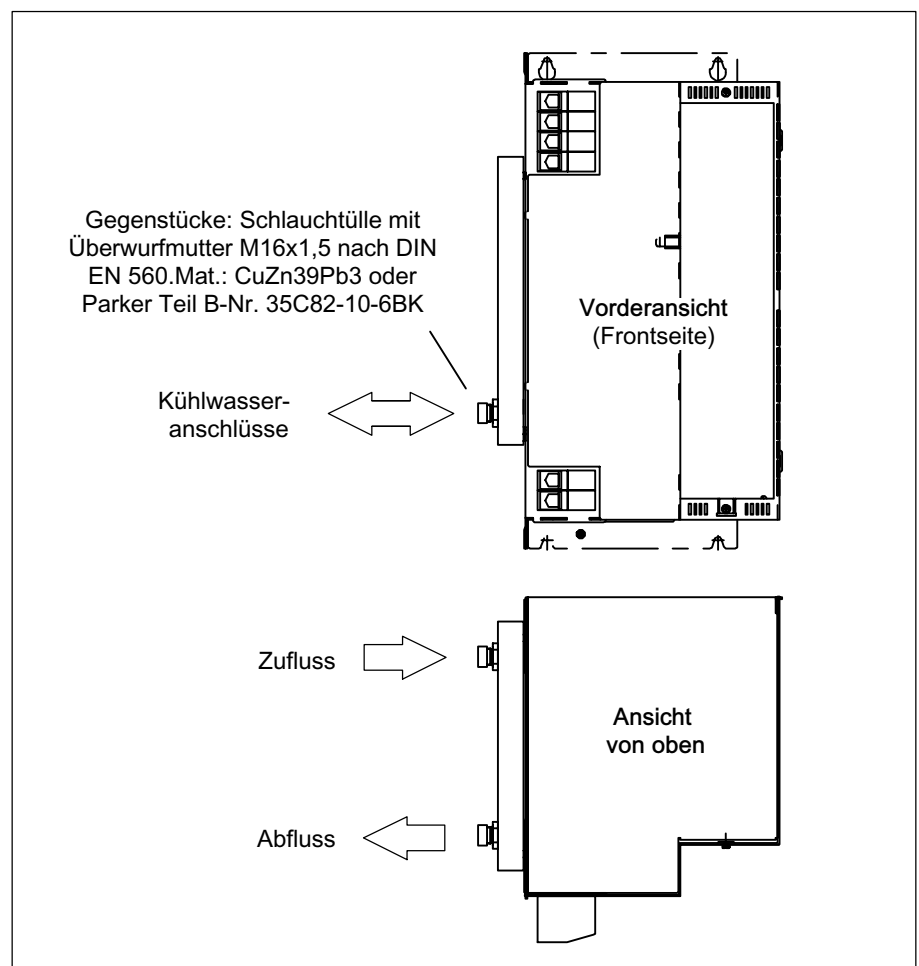 Gegenstücke: Schlauchtülle mit
Überwurfmutter M16x1,5 nach DIN
EN 560.Mat.: CuZn39Pb3 oder
Parker Teil B-Nr. 35C82-10-6BK
Vorderansicht
(Frontseite)
Kühlwasser-
anschlüsse
Zufluss
Ansicht
von oben
Abfluss